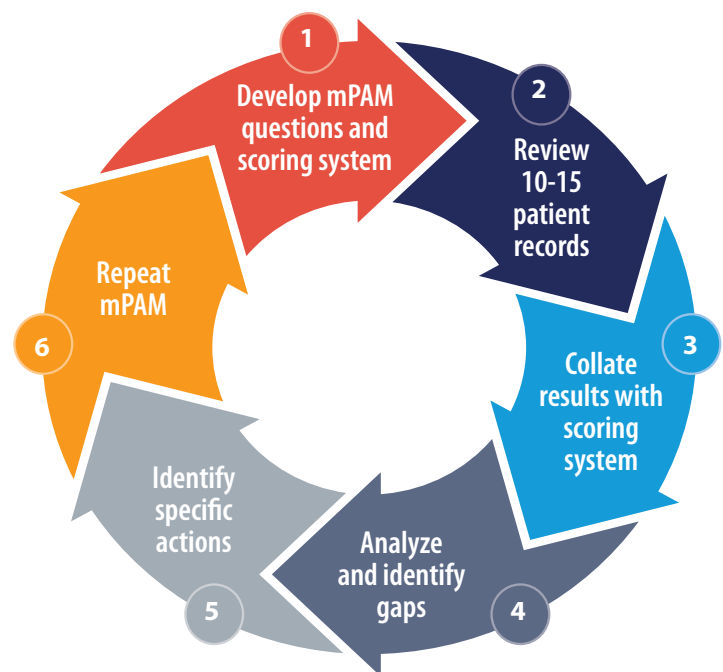 1
Develop mPAM
questions and
scoring system
2
Review
10-15
patient
records
3
Collate
results with
scoring
system
4
Analyze
and identify
gaps
5
Identify
specific
actions
6
Repeat
mPAM